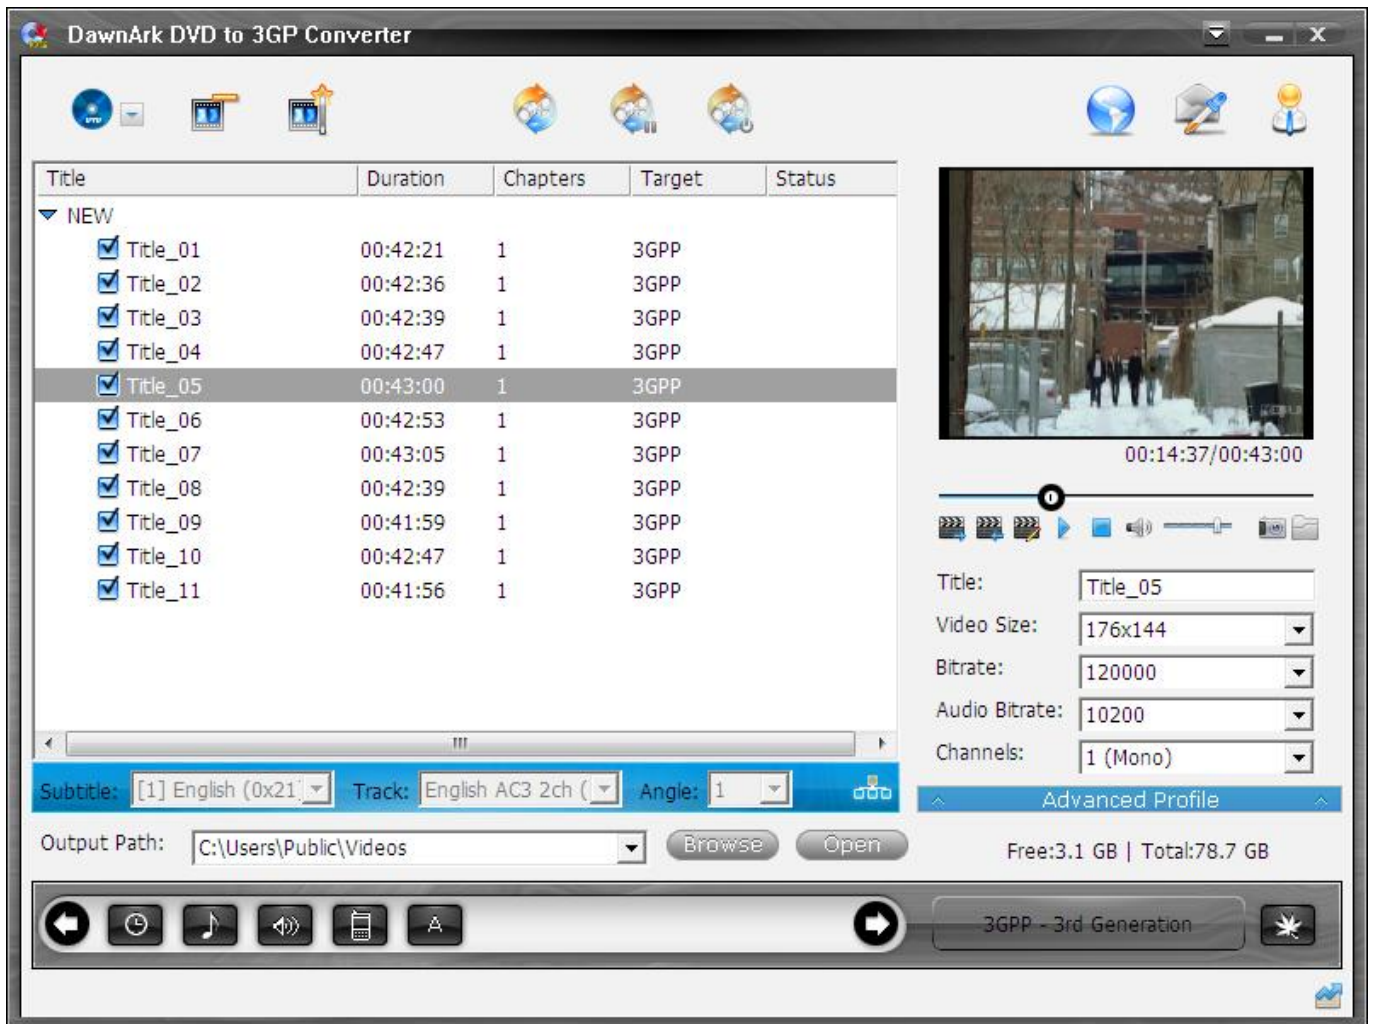 DawnArk DVD to 3GP Converter
Title Duration Chapters Target Status
NEW
Title_01 00:42:21 1 3GPP
Title_02 00:42:36 1 3GPP
Title_03 00:42:39 1 3GPP
Title_04 00:42:47 1 3GPP
Title_05 00:43:00 1 3GPP
Title_06 00:42:53 1 3GPP
Title_07 00:43:05 1 3GPP
Title_08 00:42:39 1 3GPP
Title_09 00:41:59 1 3GPP
Title_10 00:42:47 1 3GPP
Title_11 00:41:56 1 3GPP
Subtitle: [1] English (0x21 Track: English AC3 2ch ( Angle: 1
Output Path: C:\Users\Public\Videos Browse Open
00:14:37/00:43:00
Title: Title_05
Video Size: 176x144
Bitrate: 120000
Audio Bitrate: 10200
Channels: 1 (Mono)
Advanced Profile
Free:3.1 GB | Total:78.7 GB
A
3GPP - 3rd Generation